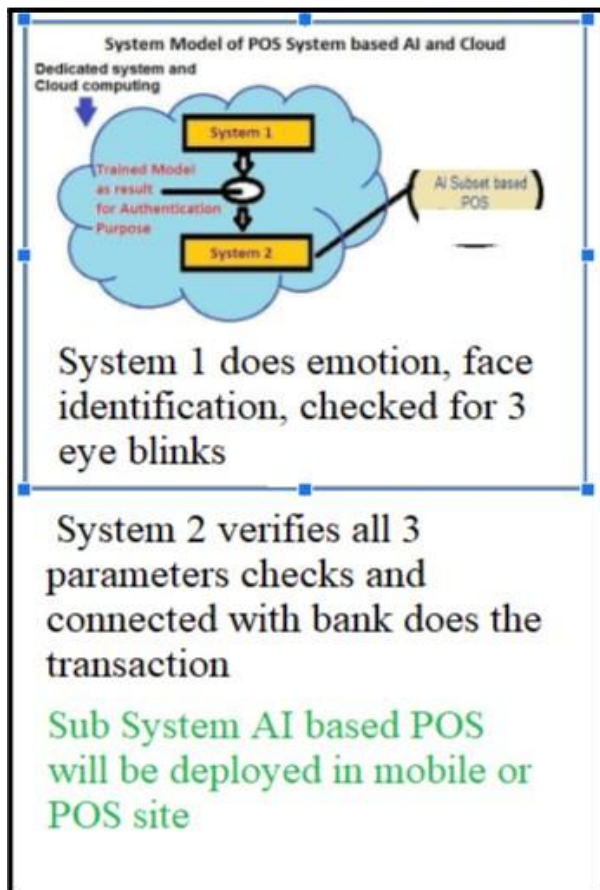 System Model of POS System based AI and Cloud
Dedicated system and
Cloud computing
System 1
Trained Model
as result
for Authentication
Purpose
AI Subset based
POS
System 2
System 1 does emotion, face
identification, checked for 3
eye blinks
System 2 verifies all 3
parameters checks and
connected with bank does the
transaction
Sub System AI based POS
will be deployed in mobile or
POS site